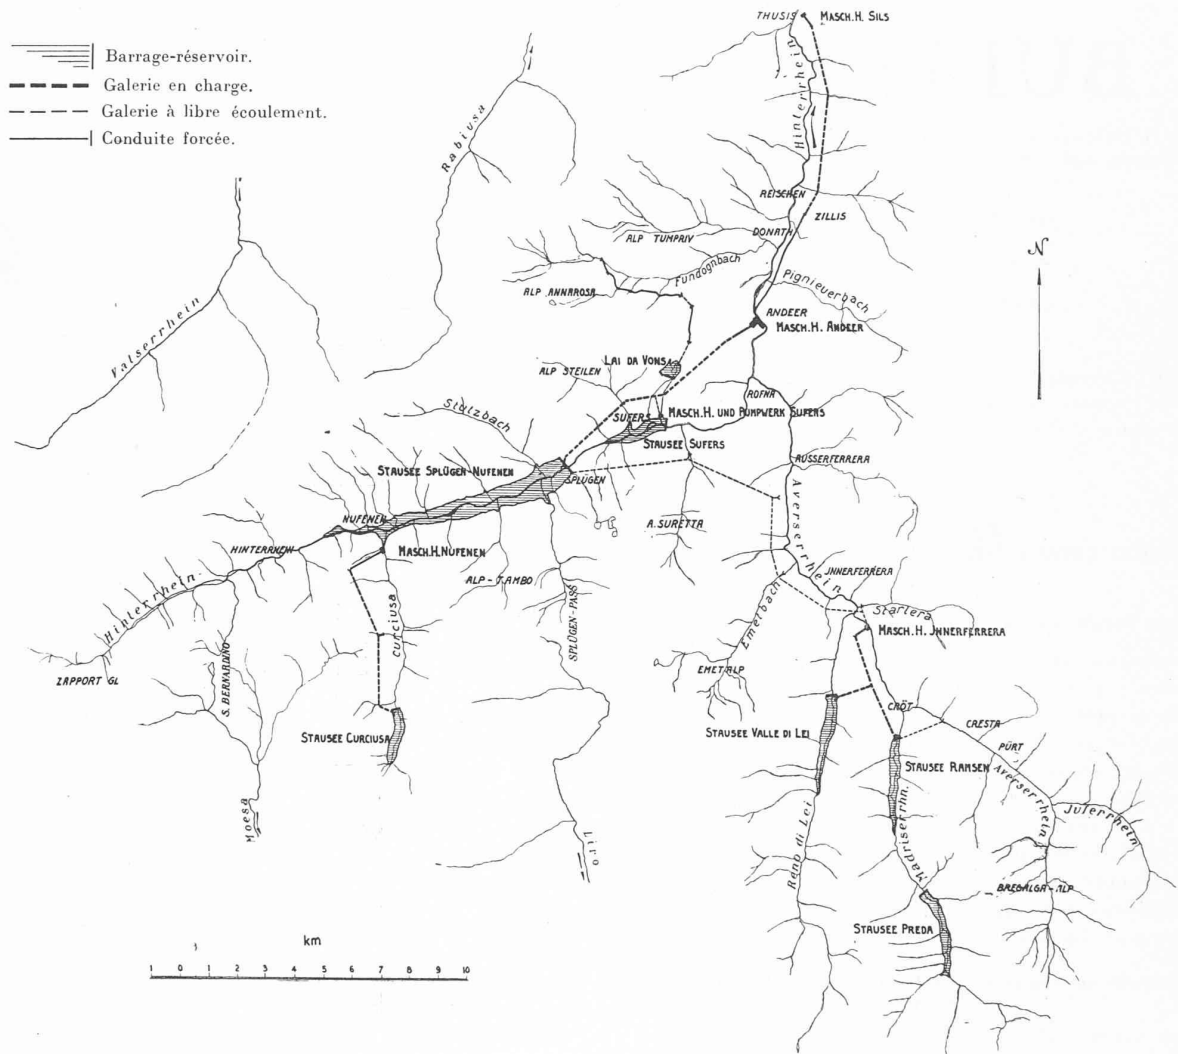 THUSIS
MASCH.H. SILS
Barrage-réservoir.
Galerie en charge.
Galerie à libre écoulement.
Conduite forcée.
Rabiusa
Hinterrhein
REISCHEN
ZILLIS
DONATH
ALP TUMPRIV
Fundognbach
Pignieuerbach
N
ALP ANNAROSA
ANDEER
MASCH.H. ANDEER
Valserrhein
LAI DA VONS
ALP STEILEN
ROFNA
Stutzbach
SUFERS
MASCH.H. UND PUMPWERK SUFERS
STAUSEE SUFERS
AUSSERFERRERA
STAUSEE SPLÜGEN-NUFENEN
SPLÜGEN
Averserrhein
NUFENEN
A.SURETTA
HINTERRHEIN
MASCH.H.NUFENEN
ALP-TAMBO
JNNERFERRERA
Hinterrhein.
Curciusa
SPLÜGEN-PASS
Emetbach
Starlera
MASCH.H. JNNERFERRERA
ZAPPORT GL
S.BERNARDINO
EMETALP
CRÖT
CRESTA
STAUSEE CURCIUSA
STAUSEE VALLE DI LEI
PÜRT
STAUSEE RAMSEN
Averserrhein
Juferrhein
Moesa
Liro
Reno di Lei
Madriserrhn.
BREGALGA-ALP
STAUSEE PREDA
km
1 0 1 2 3 4 5 6 7 8 9 10